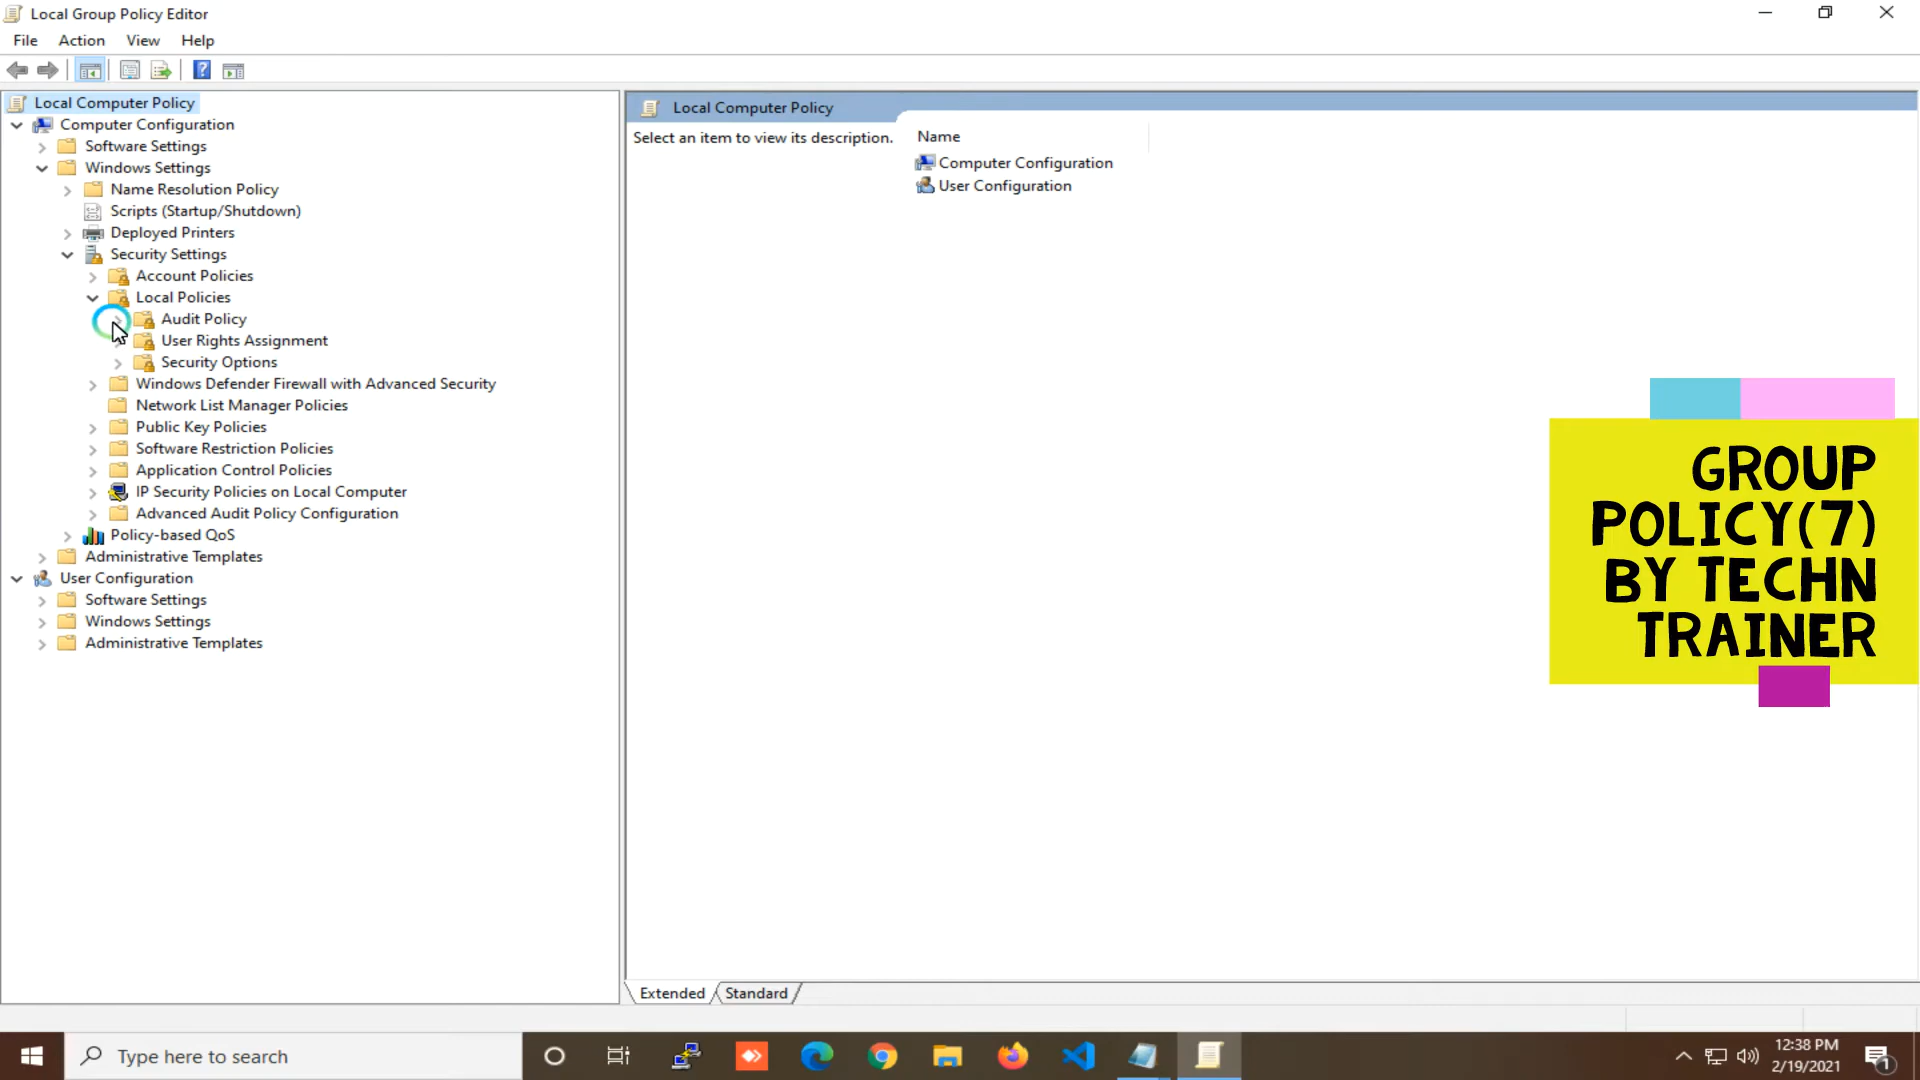 Local Group Policy Editor
File Action View Help
Local Computer Policy
Computer Configuration
Software Settings
Windows Settings
Name Resolution Policy
Scripts (Startup/Shutdown)
Deployed Printers
Security Settings
Account Policies
Local Policies
Audit Policy
User Rights Assignment
Security Options
Windows Defender Firewall with Advanced Security
Network List Manager Policies
Public Key Policies
Software Restriction Policies
Application Control Policies
IP Security Policies on Local Computer
Advanced Audit Policy Configuration
Policy-based QoS
Administrative Templates
User Configuration
Software Settings
Windows Settings
Administrative Templates
Local Computer Policy
Select an item to view its description.
Name
Computer Configuration
User Configuration
GROUP
POLICY(7)
BY TECHN
TRAINER
Extended Standard
Type here to search
12:38 PM
2/19/2021
1